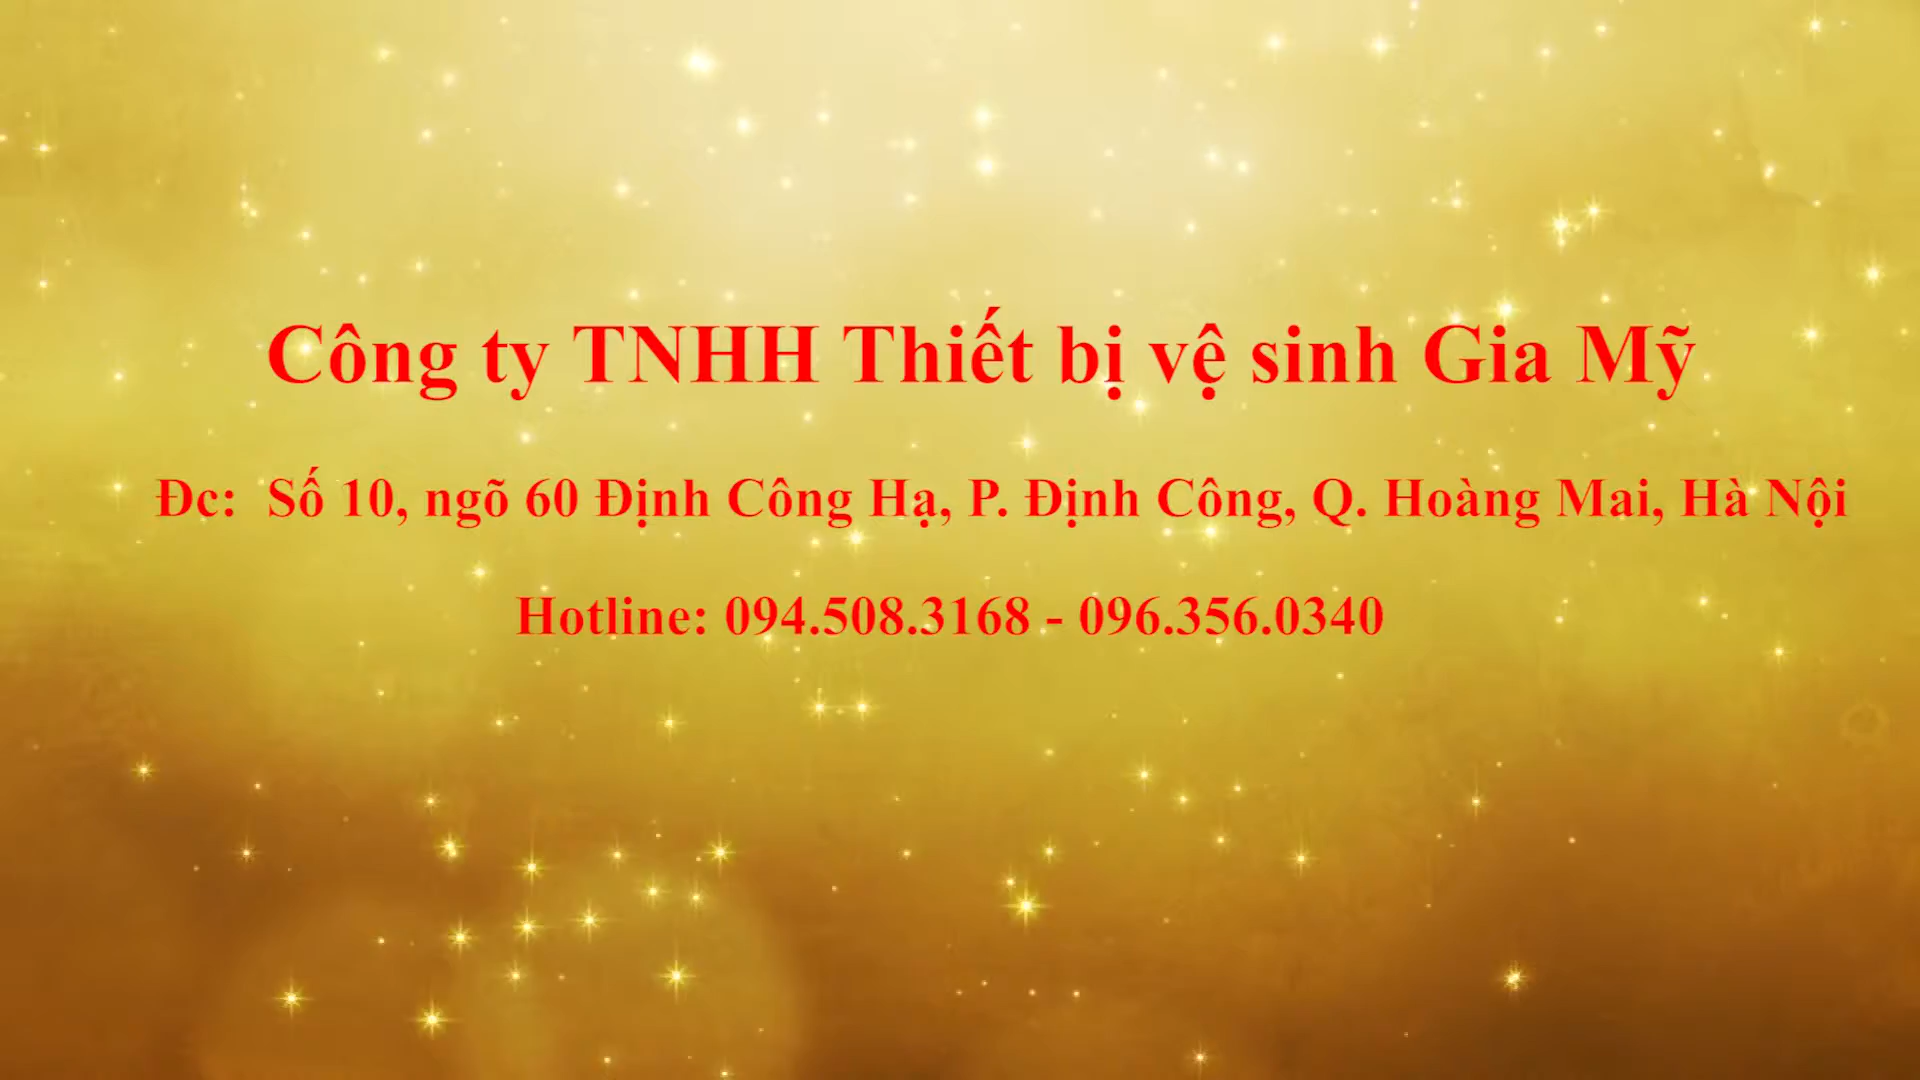 Công ty TNHH Thiết bị vệ sinh Gia Mỹ
Đc: Số 10, ngõ 60 Định Công Hạ, P. Định Công, Q. Hoàng Mai, Hà Nội
Hotline: 094.508.3168 - 096.356.0340